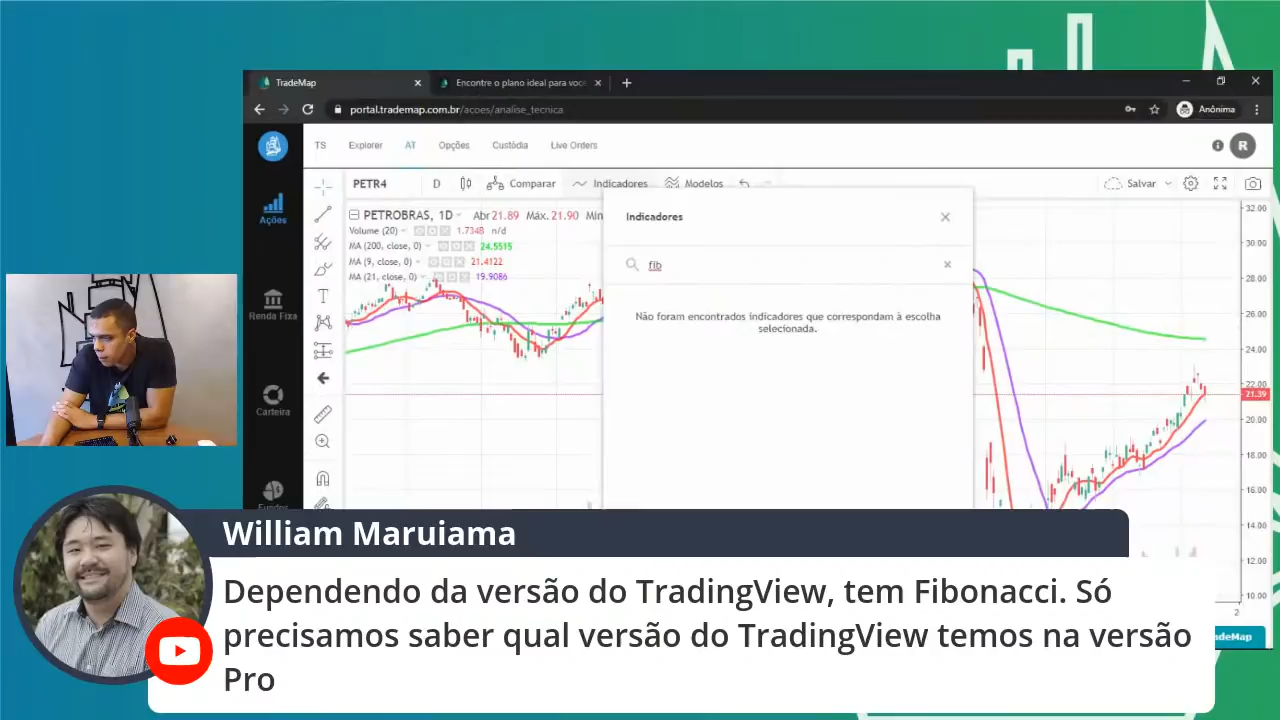 TradeMap
Encontre o plano ideal para você
portal.trademap.com.br/acoes/analise_tecnica
Anônima
TS Explorer AT Opções Custódia Live Orders
R
PETR4 D Comparar Indicadores Modelos Salvar
Ações
Renda Fixa
Carteira
Fundos
PETROBRAS, 1D Abr 21.89 Máx. 21.90 Mín
Volume (20) 1.7348 n/d
MA (200, close, 0) 24.5515
MA (9, close, 0) 21.4122
MA (21, close, 0) 19.9086
Indicadores
fib
Não foram encontrados indicadores que correspondam à escolha
selecionada.
32.00
30.00
28.00
26.00
24.00
22.00
21.39
20.00
18.00
16.00
14.00
12.00
10.00
2
deMap
William Maruiama
Dependendo da versão do TradingView, tem Fibonacci. Só
precisamos saber qual versão do TradingView temos na versão
Pro